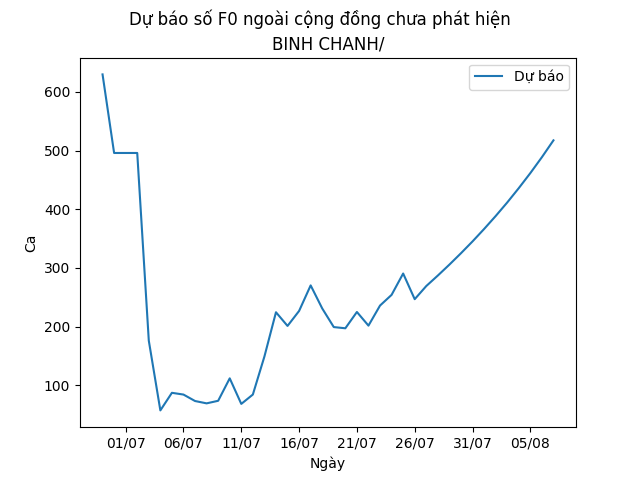 Dự báo số F0 ngoài cộng đồng chưa phát hiện
BINH CHANH/
Dự báo
600
500
400
300
200
100
Ca
01/07 06/07 11/07 16/07 21/07 26/07 31/07 05/08
Ngày